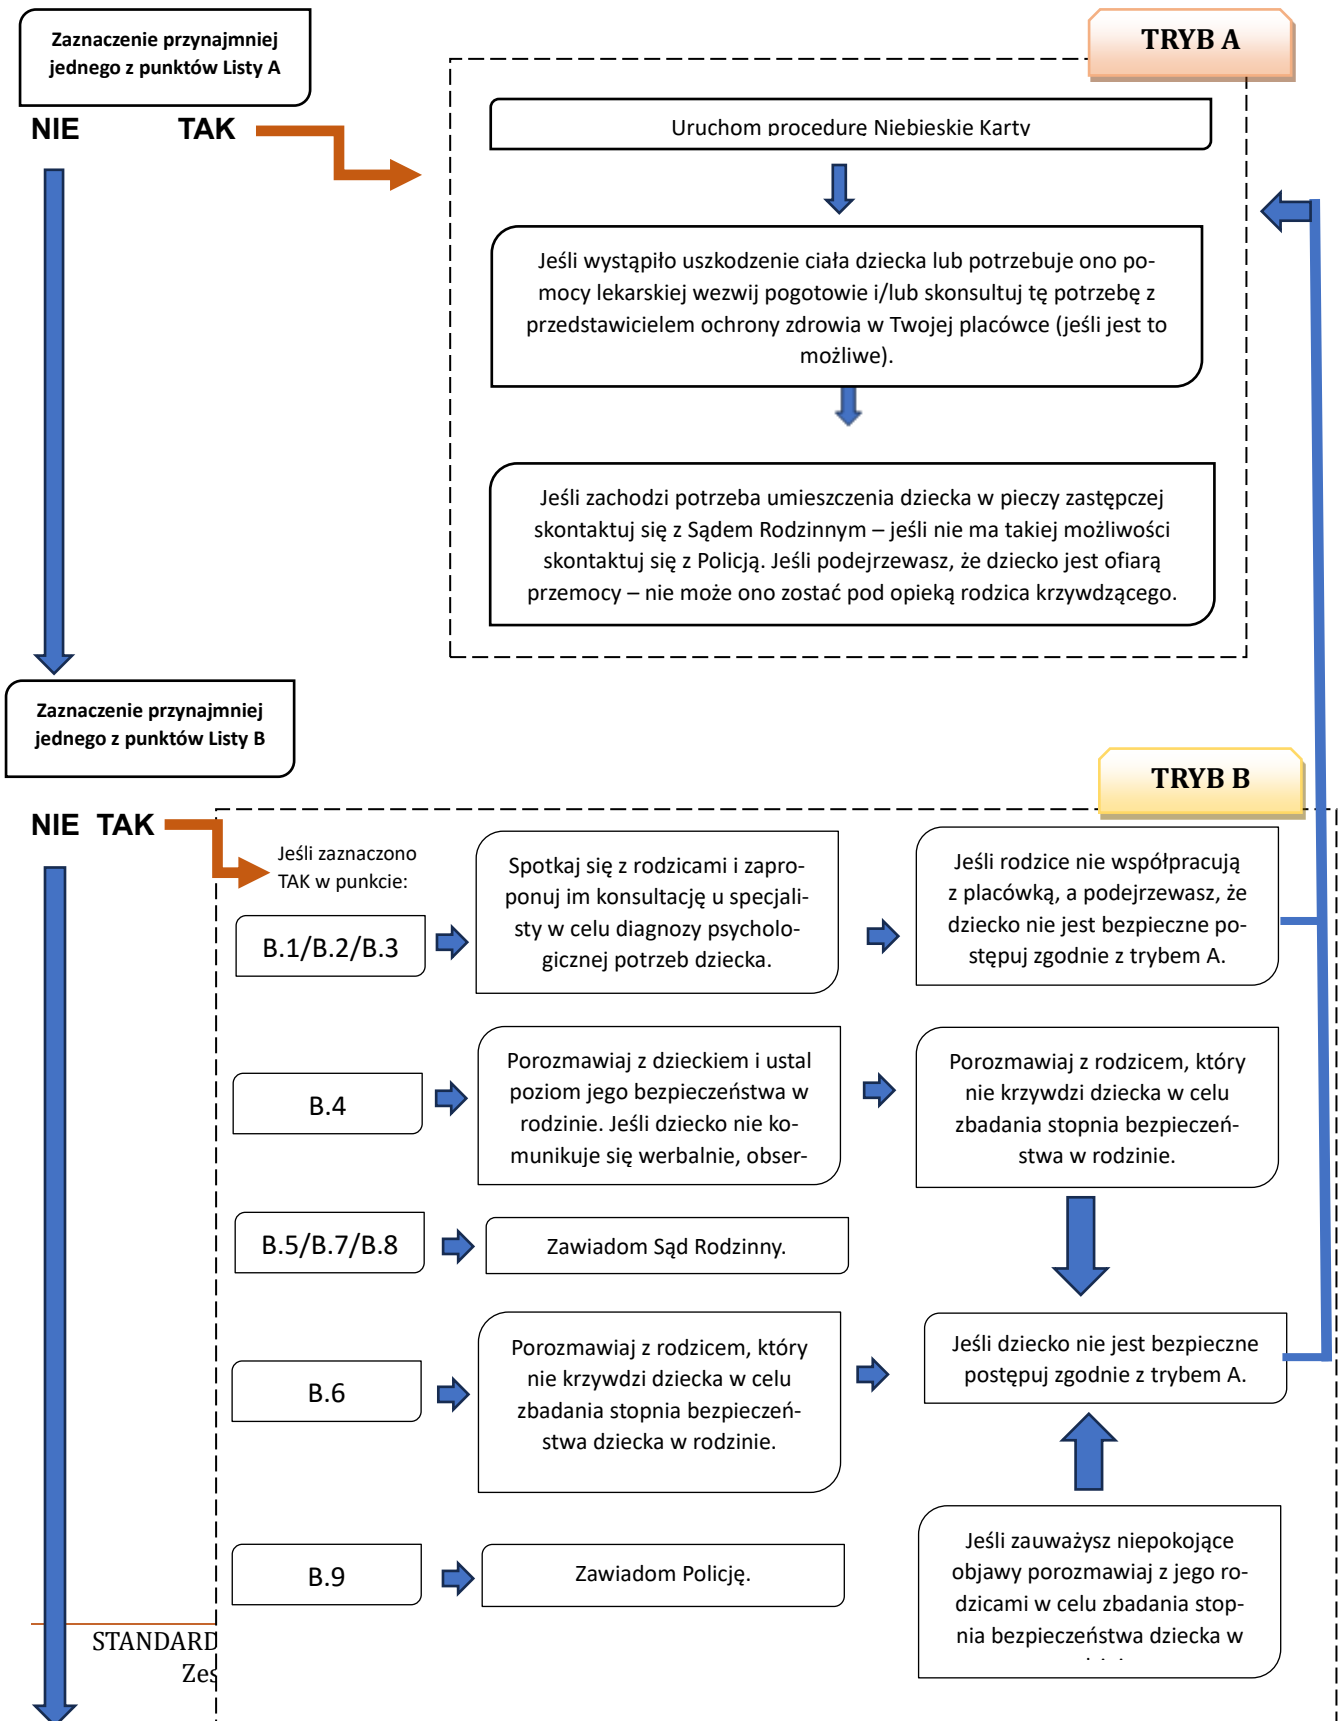 Zaznaczenie przynajmniej
jednego z punktów Listy A
NIE TAK
TRYB A
Uruchom procedurę Niebieskie Karty
Jeśli wystąpiło uszkodzenie ciała dziecka lub potrzebuje ono po-
mocy lekarskiej wezwij pogotowie i/lub skonsultuj tę potrzebę z
przedstawicielem ochrony zdrowia w Twojej placówce (jeśli jest to
możliwe).
Jeśli zachodzi potrzeba umieszczenia dziecka w pieczy zastępczej
skontaktuj się z Sądem Rodzinnym – jeśli nie ma takiej możliwości
skontaktuj się z Policją. Jeśli podejrzewasz, że dziecko jest ofiarą
przemocy – nie może ono zostać pod opieką rodzica krzywdzącego.
Zaznaczenie przynajmniej
jednego z punktów Listy B
NIE TAK
TRYB B
Jeśli zaznaczono
TAK w punkcie:
B.1/B.2/B.3
Spotkaj się z rodzicami i zapro-
ponuj im konsultację u specjali-
sty w celu diagnozy psycholo-
gicznej potrzeb dziecka.
Jeśli rodzice nie współpracują
z placówką, a podejrzewasz, że
dziecko nie jest bezpieczne po-
stępuj zgodnie z trybem A.
B.4
Porozmawiaj z dzieckiem i ustal
poziom jego bezpieczeństwa w
rodzinie. Jeśli dziecko nie ko-
munikuje się werbalnie, obser-
Porozmawiaj z rodzicem, który
nie krzywdzi dziecka w celu
zbadania stopnia bezpieczeń-
stwa w rodzinie.
B.5/B.7/B.8
Zawiadom Sąd Rodzinny.
B.6
Porozmawiaj z rodzicem, który
nie krzywdzi dziecka w celu
zbadania stopnia bezpieczeń-
stwa dziecka w rodzinie.
Jeśli dziecko nie jest bezpieczne
postępuj zgodnie z trybem A.
B.9
Zawiadom Policję.
Jeśli zauważysz niepokojące
objawy porozmawiaj z jego ro-
dzicami w celu zbadania stop-
nia bezpieczeństwa dziecka w
STANDARD
Zes